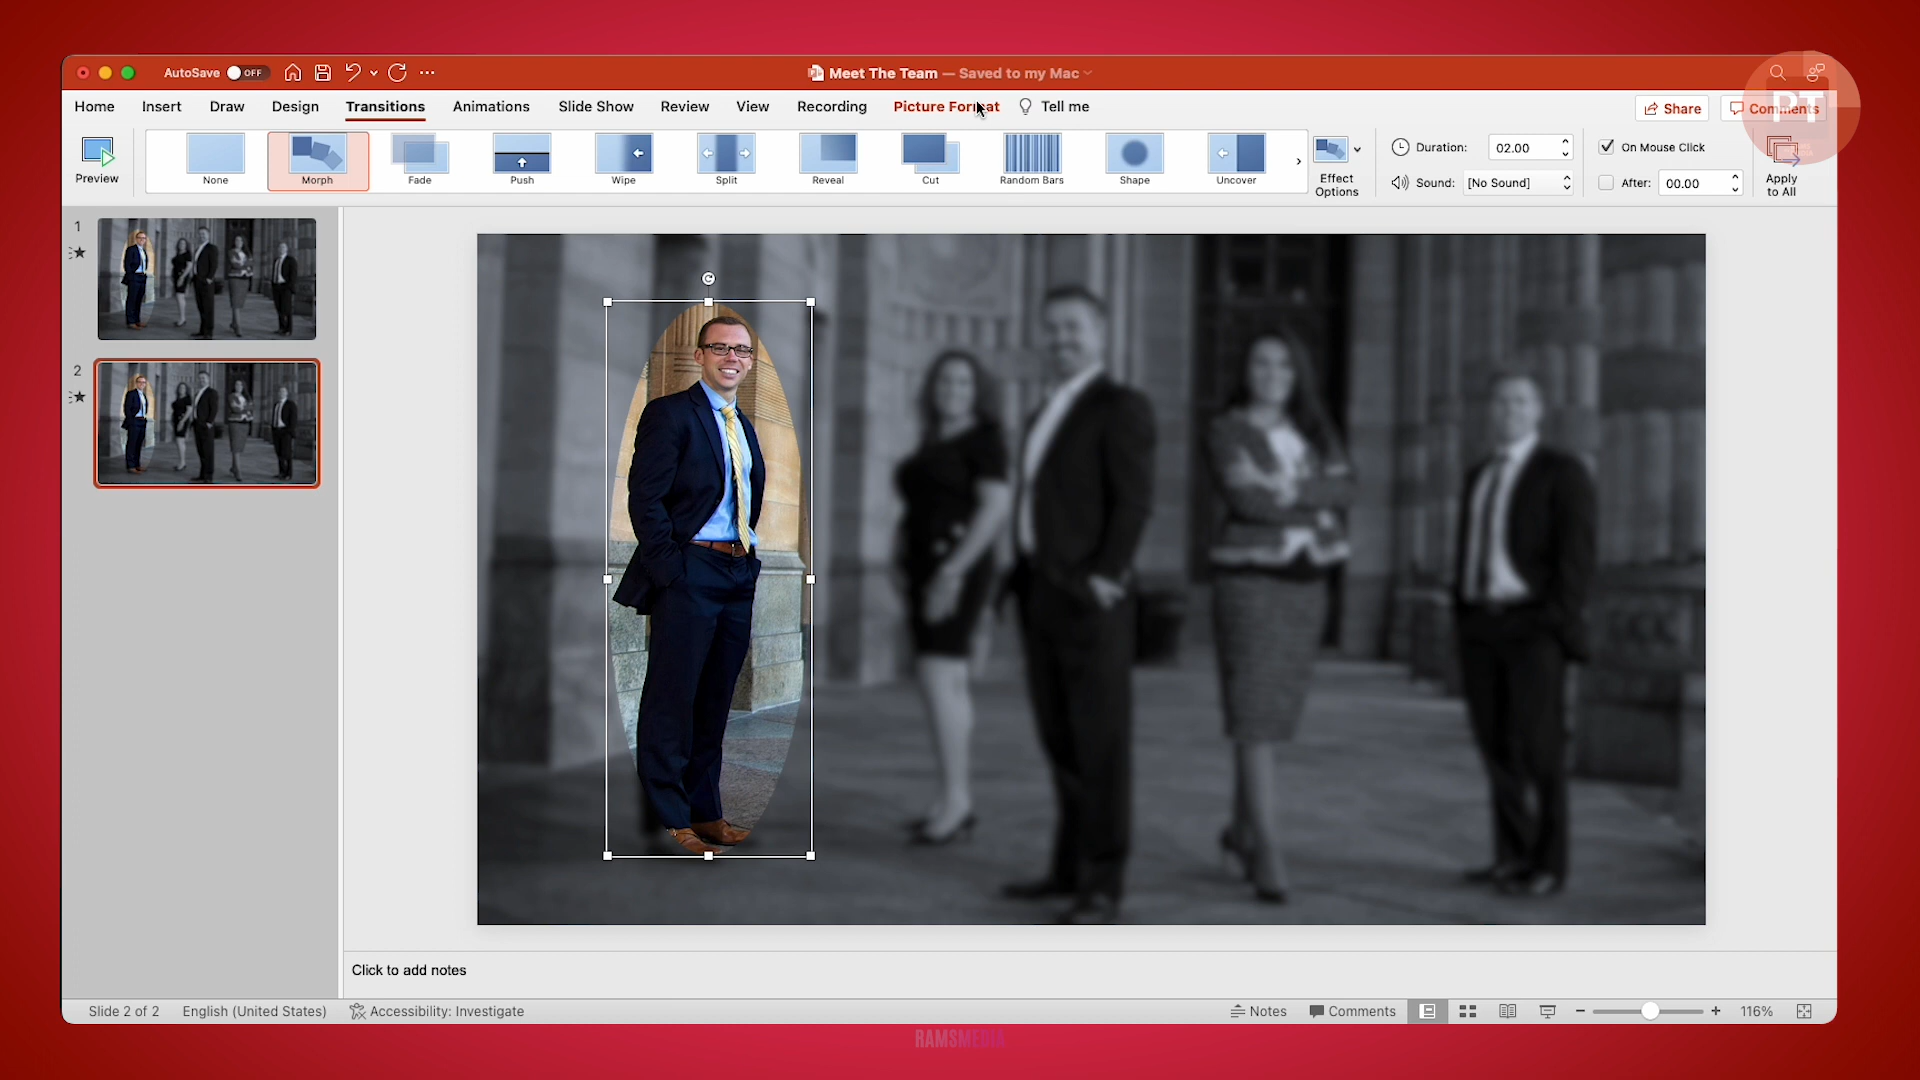 AutoSave OFF
Meet The Team — Saved to my Mac
Home Insert Draw Design Transitions Animations Slide Show Review View Recording Picture Format Tell me
Share Comments
PT
Preview
None Morph Fade Push Wipe Split Reveal Cut Random Bars Shape Uncover
Effect Options
Duration: 02.00
Sound: [No Sound]
On Mouse Click
After: 00.00
Apply to All
1
2
Click to add notes
Slide 2 of 2 English (United States) Accessibility: Investigate Notes Comments 116%
RAMSMEDIA